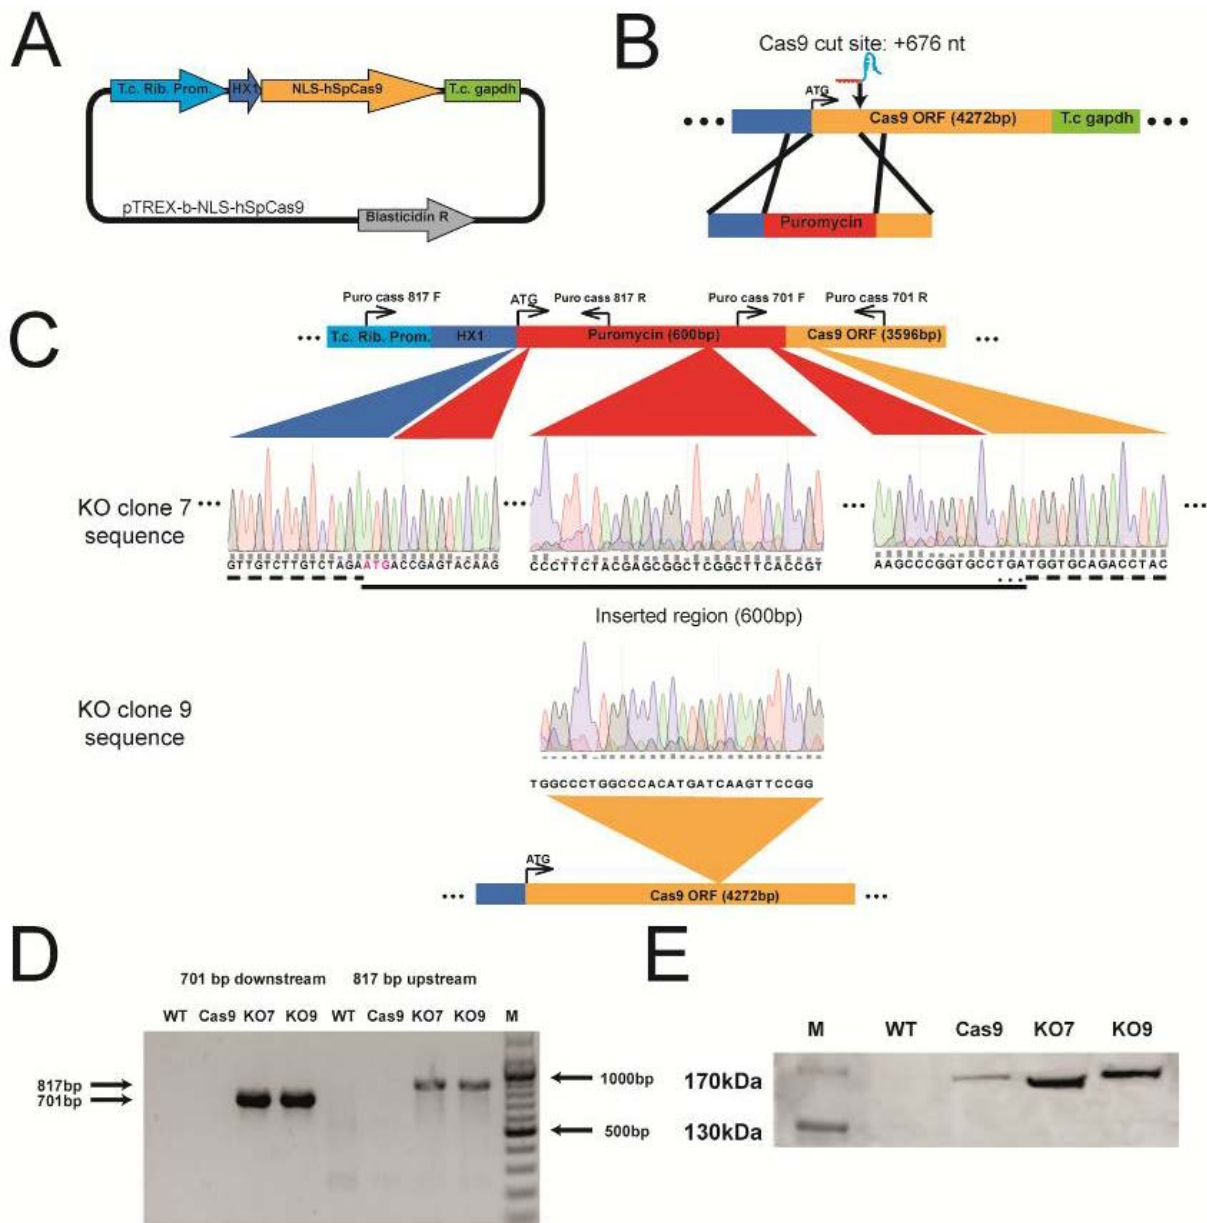 A
T.c. Rib. Prom.
HX1
NLS-hSpCas9
T.c. gapdh
pTREX-b-NLS-hSpCas9
Blasticidin R
B
Cas9 cut site: +676 nt
ATG
Cas9 ORF (4272bp)
T.c gapdh
Puromycin
C
Puro cass 817 F
ATG
Puro cass 817 R
Puro cass 701 F
Puro cass 701 R
T.c. Rib. Prom.
HX1
Puromycin (600bp)
Cas9 ORF (3596bp)
KO clone 7
sequence
GTTGTCTTGTCTAGAATGACCGAGTACAAG
CCCTTCTACGAGCGGCTCGGCTTCACCGT
AAGCCCGGTGCCTGATGGTGCAGACCTAC
Inserted region (600bp)
KO clone 9
sequence
TGGCCCTGGCCCACATGATCAAGTTCCGG
ATG
Cas9 ORF (4272bp)
D
701 bp downstream
817 bp upstream
WT Cas9 KO7 KO9 WT Cas9 KO7 KO9 M
817bp
701bp
1000bp
500bp
E
M WT Cas9 KO7 KO9
170kDa
130kDa